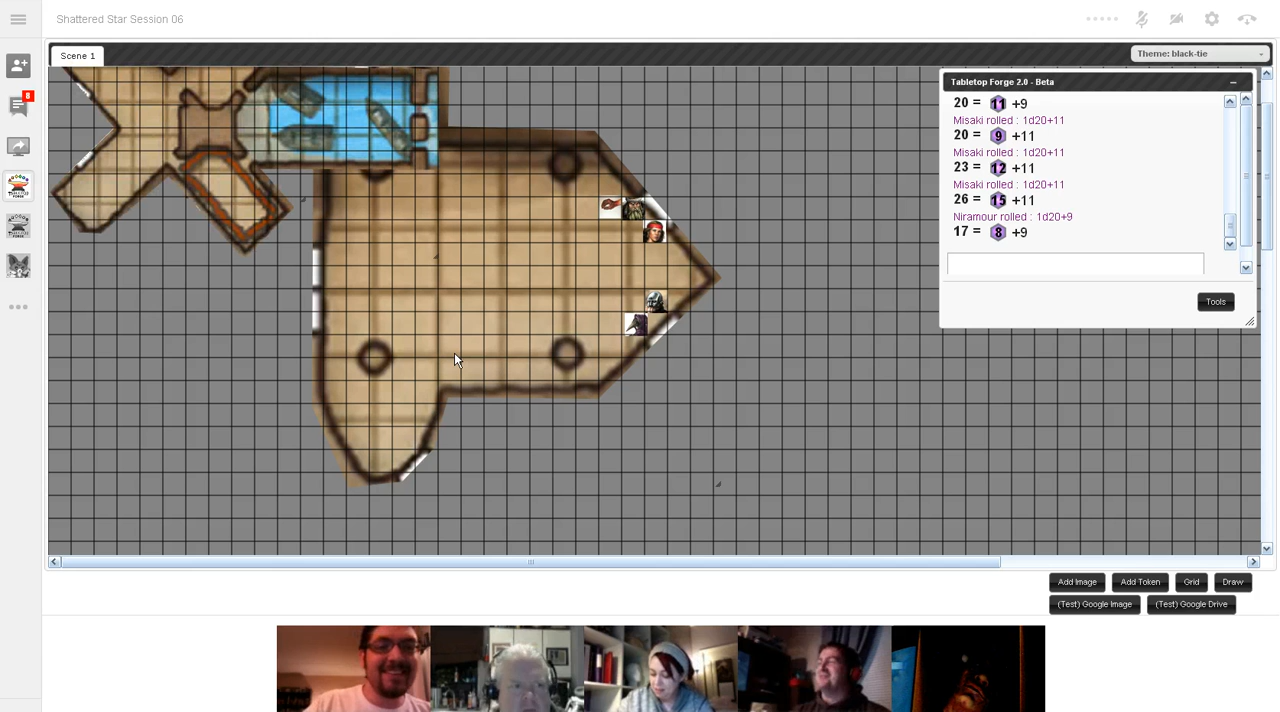 Shattered Star Session 06
Scene 1
Theme: black-tie
8
Tabletop Forge 2.0 - Beta
20 = 11 +9
Misaki rolled : 1d20+11
20 = 9 +11
Misaki rolled : 1d20+11
23 = 12 +11
Misaki rolled : 1d20+11
26 = 15 +11
Niramour rolled : 1d20+9
17 = 8 +9
Tools
Add Image
Add Token
Grid
Draw
(Test) Google Image
(Test) Google Drive